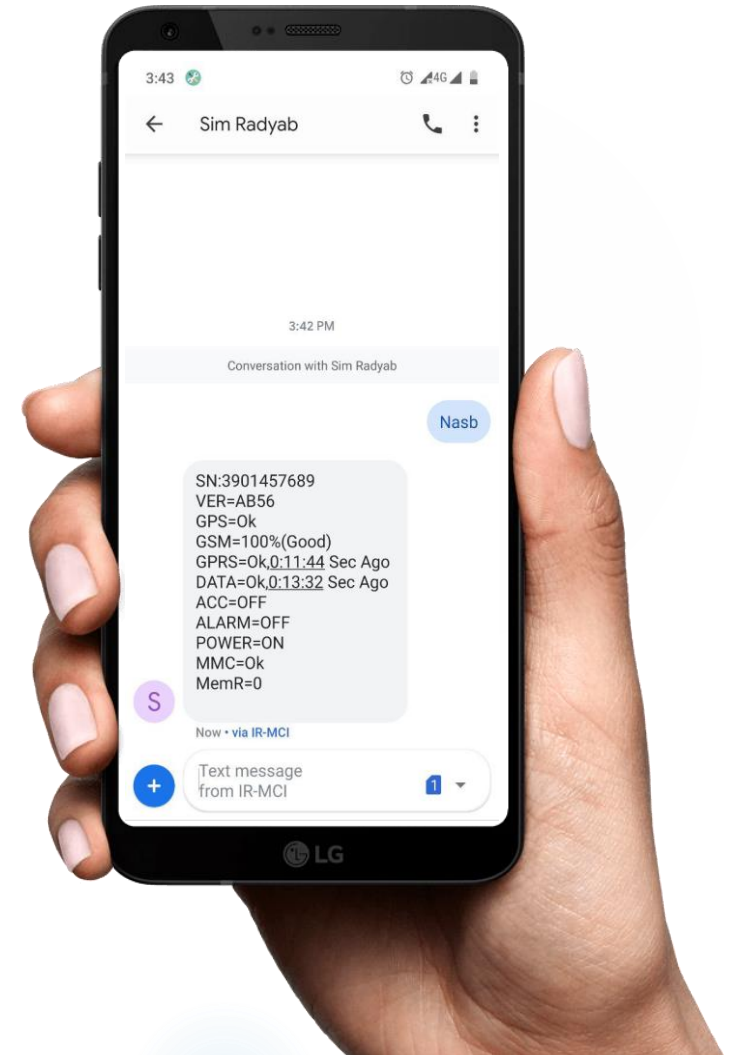 3:43
4G
Sim Radyab
3:42 PM
Conversation with Sim Radyab
Nasb
SN:3901457689
VER=AB56
GPS=Ok
GSM=100%(Good)
GPRS=Ok,0:11:44 Sec Ago
DATA=Ok,0:13:32 Sec Ago
ACC=OFF
ALARM=OFF
POWER=ON
MMC=Ok
MemR=0
S
Now • via IR-MCI
Text message
from IR-MCI
1
LG